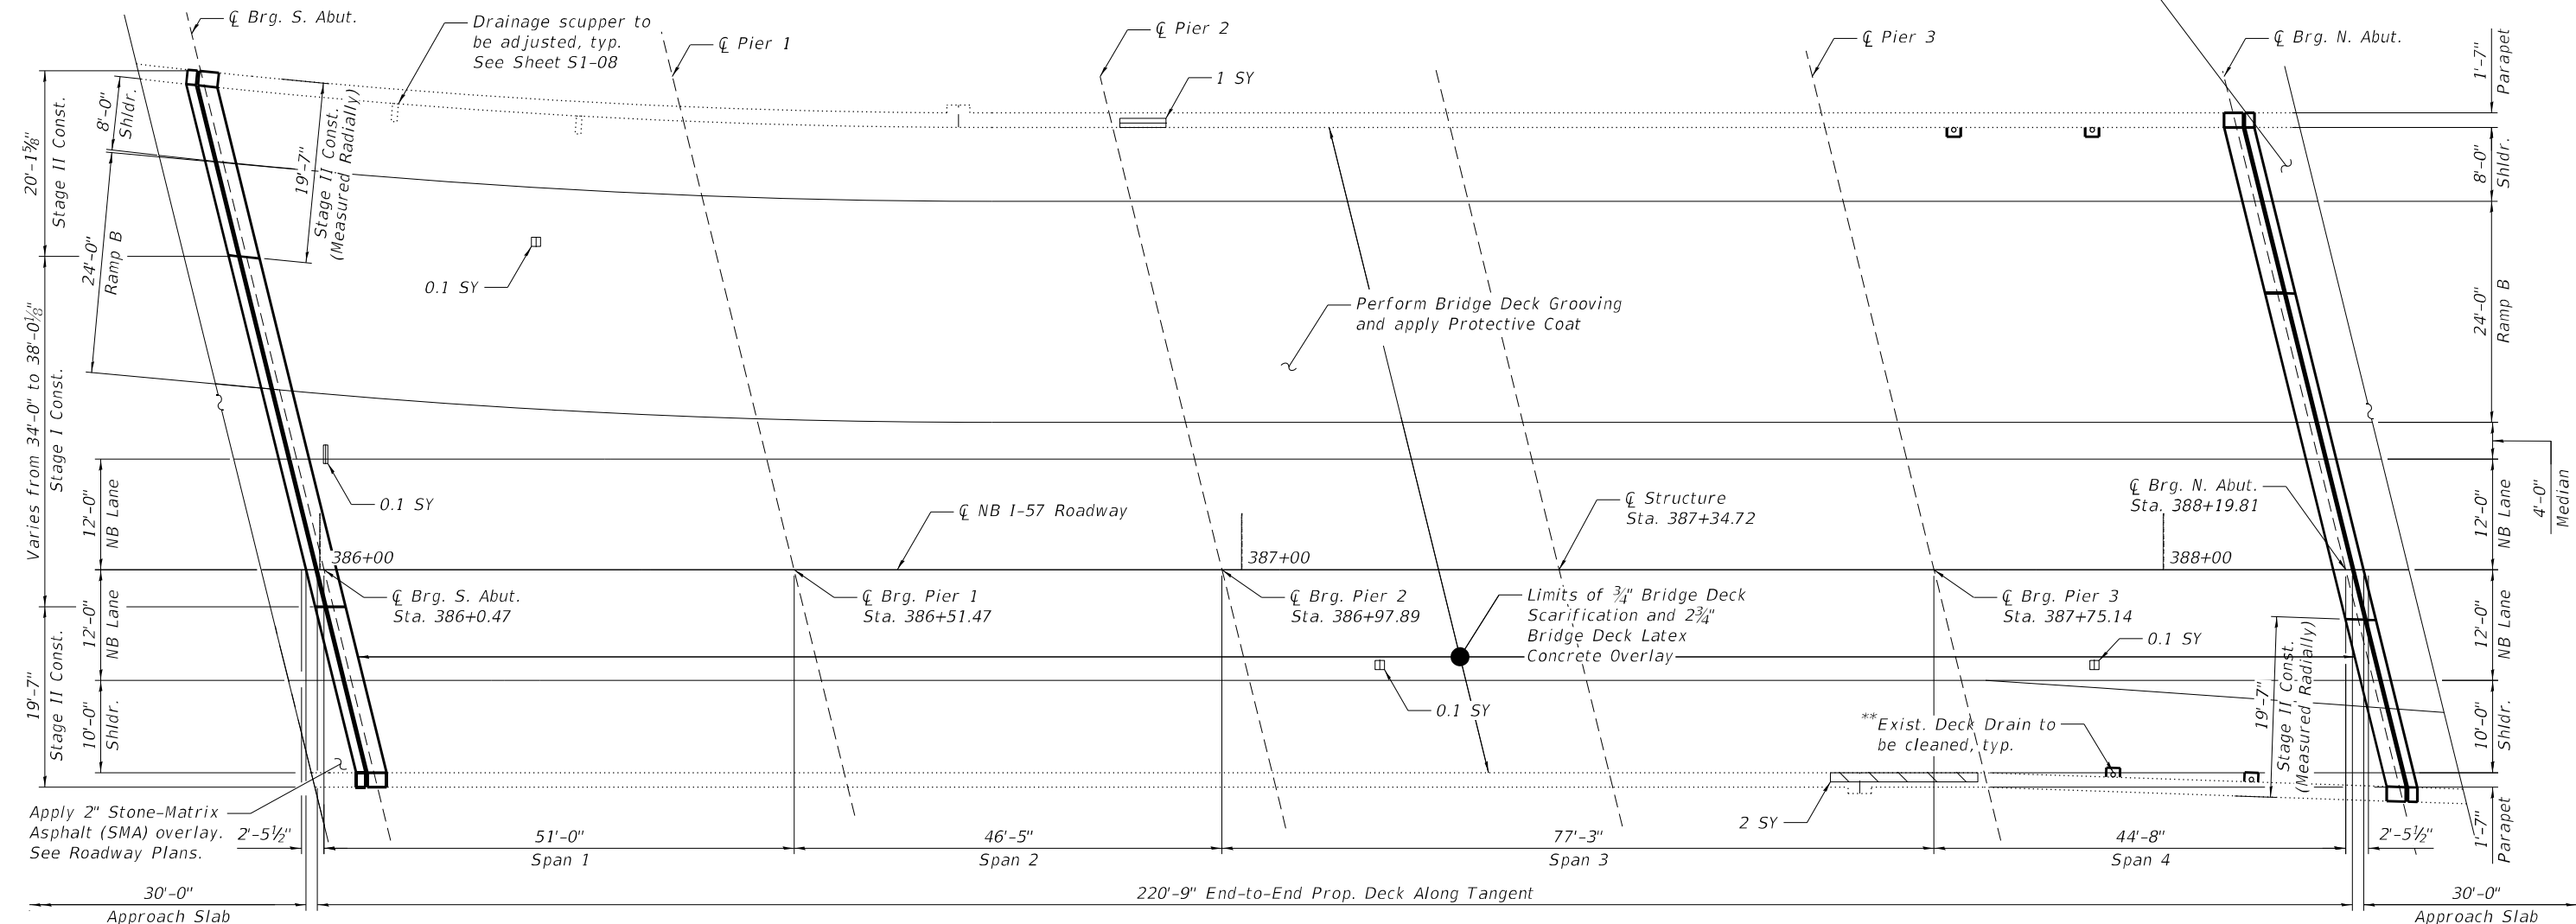 ℄ Brg. S. Abut.
Drainage scupper to
be adjusted, typ.
See Sheet S1-08
℄ Pier 1
℄ Pier 2
1 SY
℄ Pier 3
℄ Brg. N. Abut.
1'-7"
Parapet
20'-1⅝"
Stage II Const.
8'-0"
Shldr.
19'-7"
Stage II Const.
(Measured Radially)
8'-0"
Shldr.
24'-0"
Ramp B
0.1 SY
Perform Bridge Deck Grooving
and apply Protective Coat
24'-0"
Ramp B
Varies from 34'-0" to 38'-0⅛"
Stage I Const.
12'-0"
NB Lane
0.1 SY
℄ NB I-57 Roadway
℄ Structure
Sta. 387+34.72
℄ Brg. N. Abut.
Sta. 388+19.81
12'-0"
NB Lane
4'-0"
Median
386+00
387+00
388+00
12'-0"
NB Lane
℄ Brg. S. Abut.
Sta. 386+0.47
℄ Brg. Pier 1
Sta. 386+51.47
℄ Brg. Pier 2
Sta. 386+97.89
Limits of ¾" Bridge Deck
Scarification and 2¾"
Bridge Deck Latex
Concrete Overlay
℄ Brg. Pier 3
Sta. 387+75.14
0.1 SY
12'-0"
NB Lane
19'-7"
Stage II Const.
10'-0"
Shldr.
0.1 SY
**Exist. Deck Drain to
be cleaned, typ.
19'-7"
Stage II Const.
(Measured Radially)
10'-0"
Shldr.
Apply 2" Stone-Matrix
Asphalt (SMA) overlay.
See Roadway Plans.
2'-5½"
51'-0"
Span 1
46'-5"
Span 2
2 SY
77'-3"
Span 3
44'-8"
Span 4
2'-5½"
1'-7"
Parapet
30'-0"
Approach Slab
220'-9" End-to-End Prop. Deck Along Tangent
30'-0"
Approach Slab